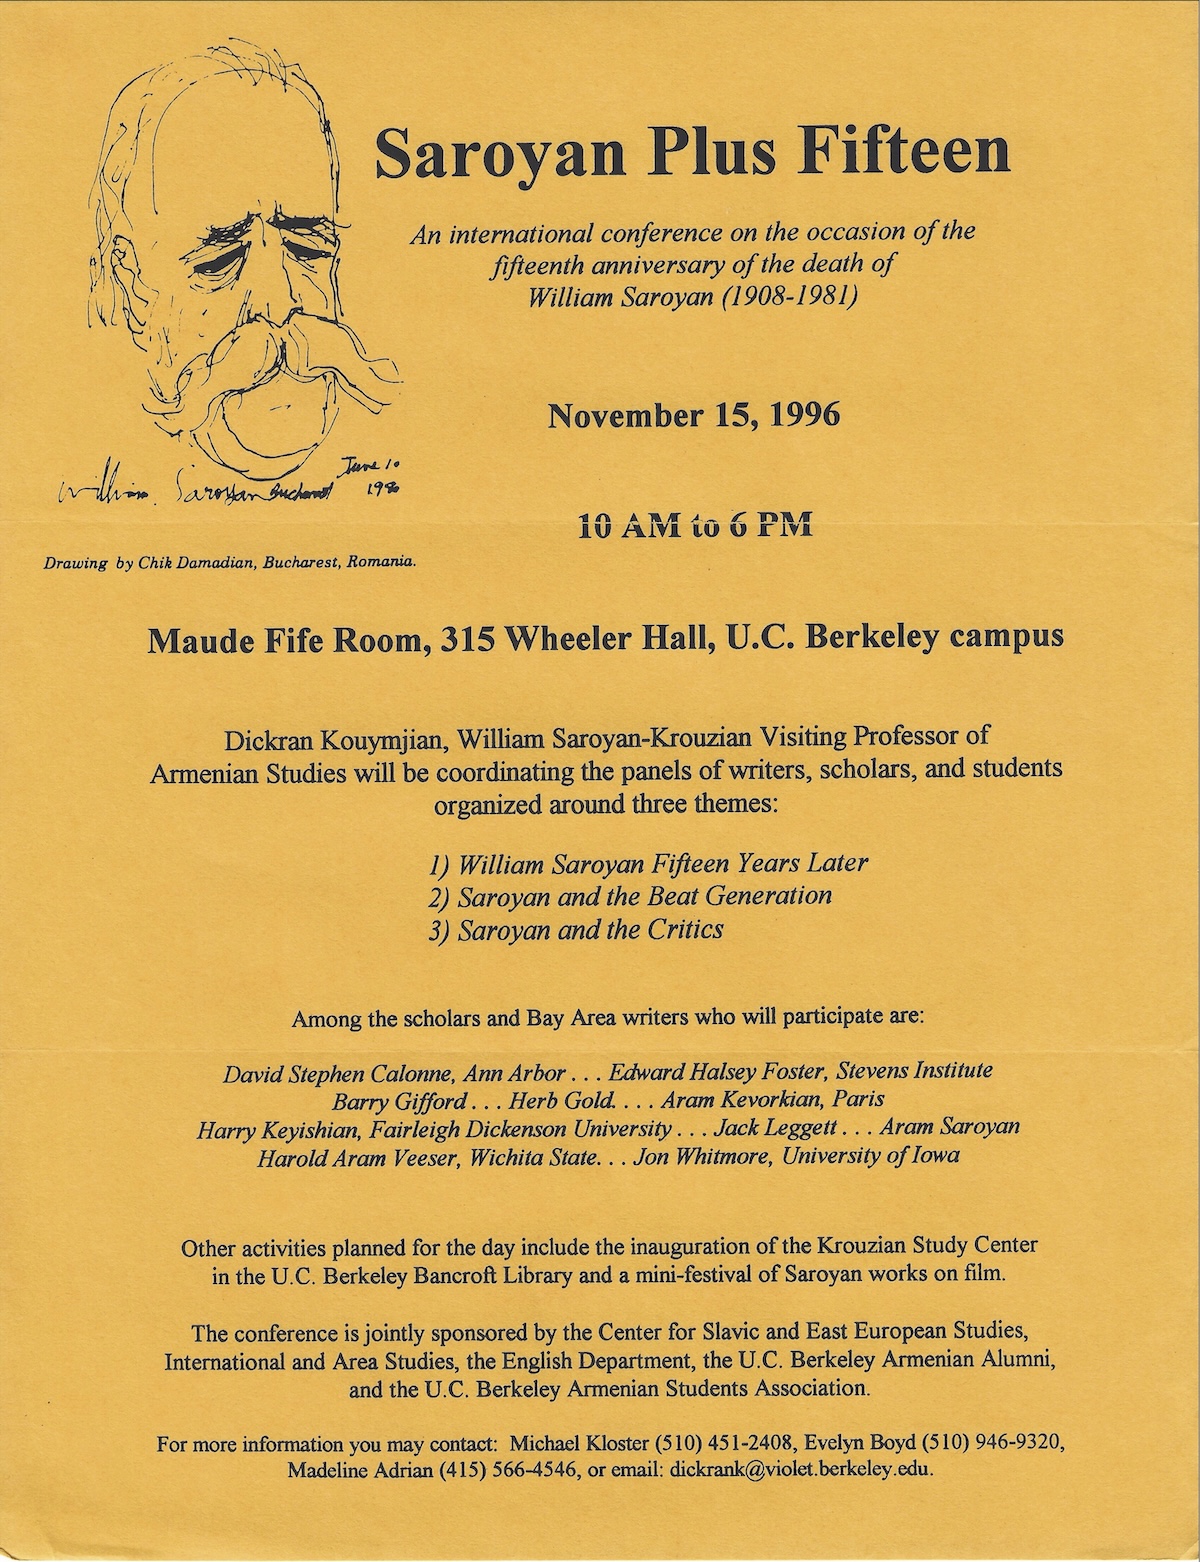 Saroyan Plus Fifteen
An international conference on the occasion of the
fifteenth anniversary of the death of
William Saroyan (1908-1981)
November 15, 1996
William Saroyan Bucharest June 10
1980
10 AM to 6 PM
Drawing by Chik Damadian, Bucharest, Romania.
Maude Fife Room, 315 Wheeler Hall, U.C. Berkeley campus
Dickran Kouymjian, William Saroyan-Krouzian Visiting Professor of
Armenian Studies will be coordinating the panels of writers, scholars, and students
organized around three themes:
1) William Saroyan Fifteen Years Later
2) Saroyan and the Beat Generation
3) Saroyan and the Critics
Among the scholars and Bay Area writers who will participate are:
David Stephen Calonne, Ann Arbor . . . Edward Halsey Foster, Stevens Institute
Barry Gifford . . . Herb Gold. . . . Aram Kevorkian, Paris
Harry Keyishian, Fairleigh Dickenson University . . . Jack Leggett . . . Aram Saroyan
Harold Aram Veeser, Wichita State. . . Jon Whitmore, University of Iowa
Other activities planned for the day include the inauguration of the Krouzian Study Center
in the U.C. Berkeley Bancroft Library and a mini-festival of Saroyan works on film.
The conference is jointly sponsored by the Center for Slavic and East European Studies,
International and Area Studies, the English Department, the U.C. Berkeley Armenian Alumni,
and the U.C. Berkeley Armenian Students Association.
For more information you may contact: Michael Kloster (510) 451-2408, Evelyn Boyd (510) 946-9320,
Madeline Adrian (415) 566-4546, or email: dickrank@violet.berkeley.edu.